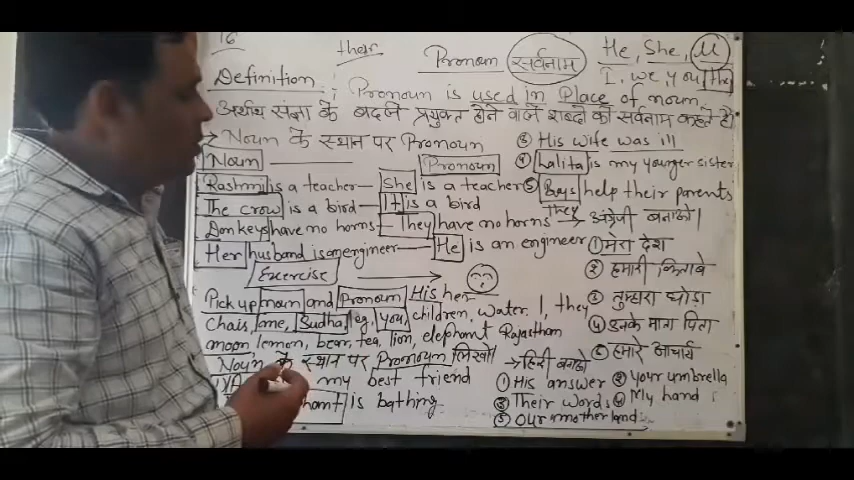 16
their
Pronoun सर्वनाम
He, She, It
I, we, you, they
Definition : Pronoun is used in Place of noun.
अर्थात संज्ञा के बदले प्रयुक्त होने वाले शब्दों को सर्वनाम कहते हैं।
→ Noun के स्थान पर Pronoun
Noun — Pronoun
Rashmi is a teacher — She is a teacher
The crow is a bird — It is a bird
Donkeys have no horns — They have no horns
Her husband is an engineer — He is an engineer
Exercise
Pick up noun and Pronoun His her
chair, me, Sudha, leg, you, children, water, I, they
moon lemon, bear, tea, lion, elephant Rajastham
Noun के स्थान पर Pronoun लिखो।
my best friend
is bathing
③ His wife was ill
④ Lalita is my younger sister
⑤ Boys help their parents
They
→ अंग्रेजी बनाओ।
① मेरा देश
② हमारी किताबें
③ तुम्हारा घोड़ा
④ उनके माता पिता
⑤ हमारे आचार्य
→ हिंदी बनाओ
① His answer ② Your umbrella
③ Their words ④ My hand
⑤ Our motherland